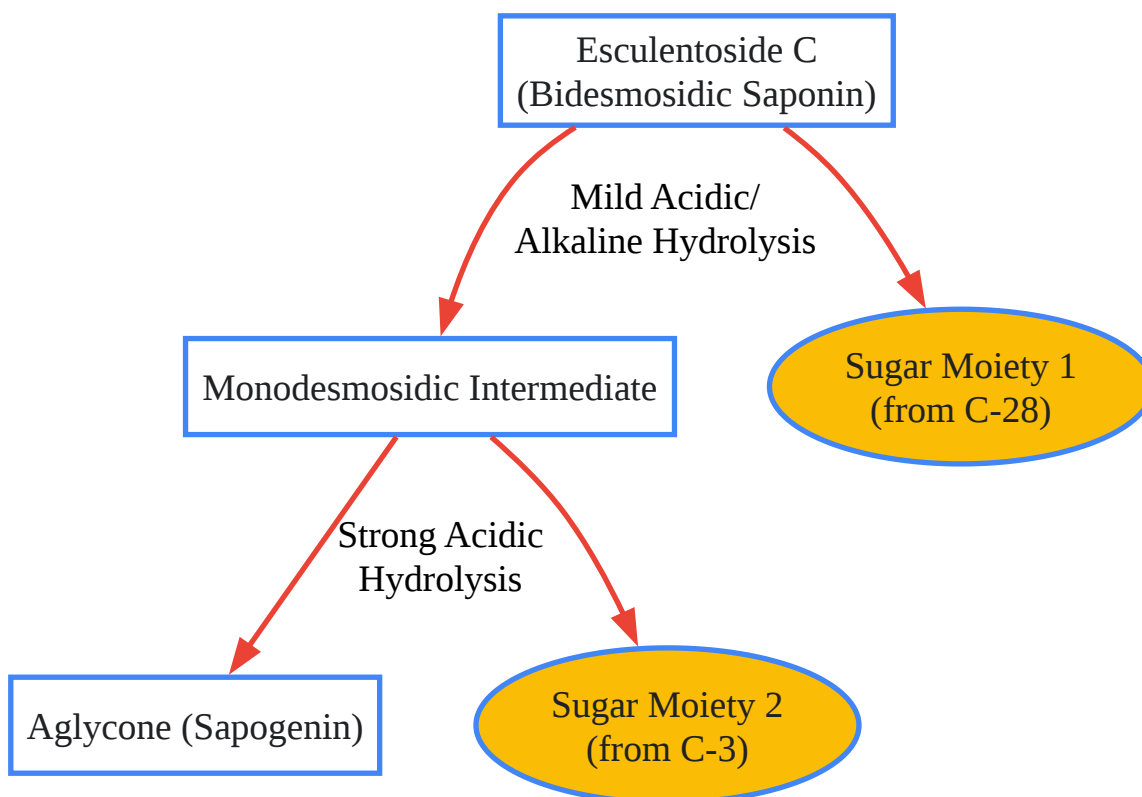 Esculentoside C
(Bidesmosidic Saponin)
Mild Acidic/
Alkaline Hydrolysis
Monodesmosidic Intermediate
Sugar Moiety 1
(from C-28)
Strong Acidic
Hydrolysis
Aglycone (Sapogenin)
Sugar Moiety 2
(from C-3)